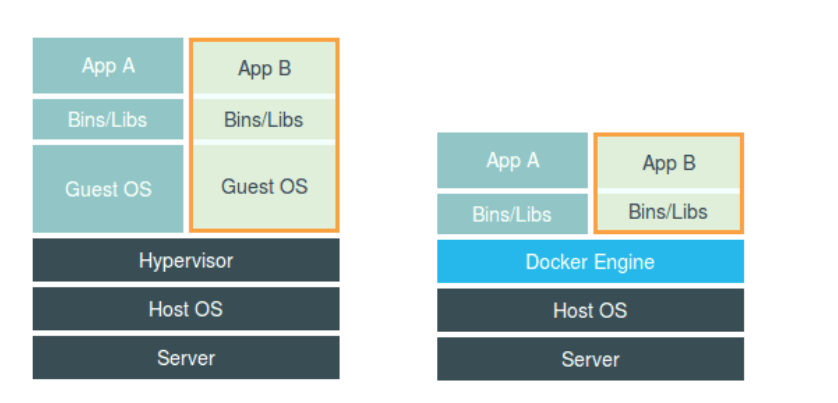 App A
App B
Bins/Libs
Bins/Libs
Guest OS
Guest OS
Hypervisor
Host OS
Server
App A
App B
Bins/Libs
Bins/Libs
Docker Engine
Host OS
Server